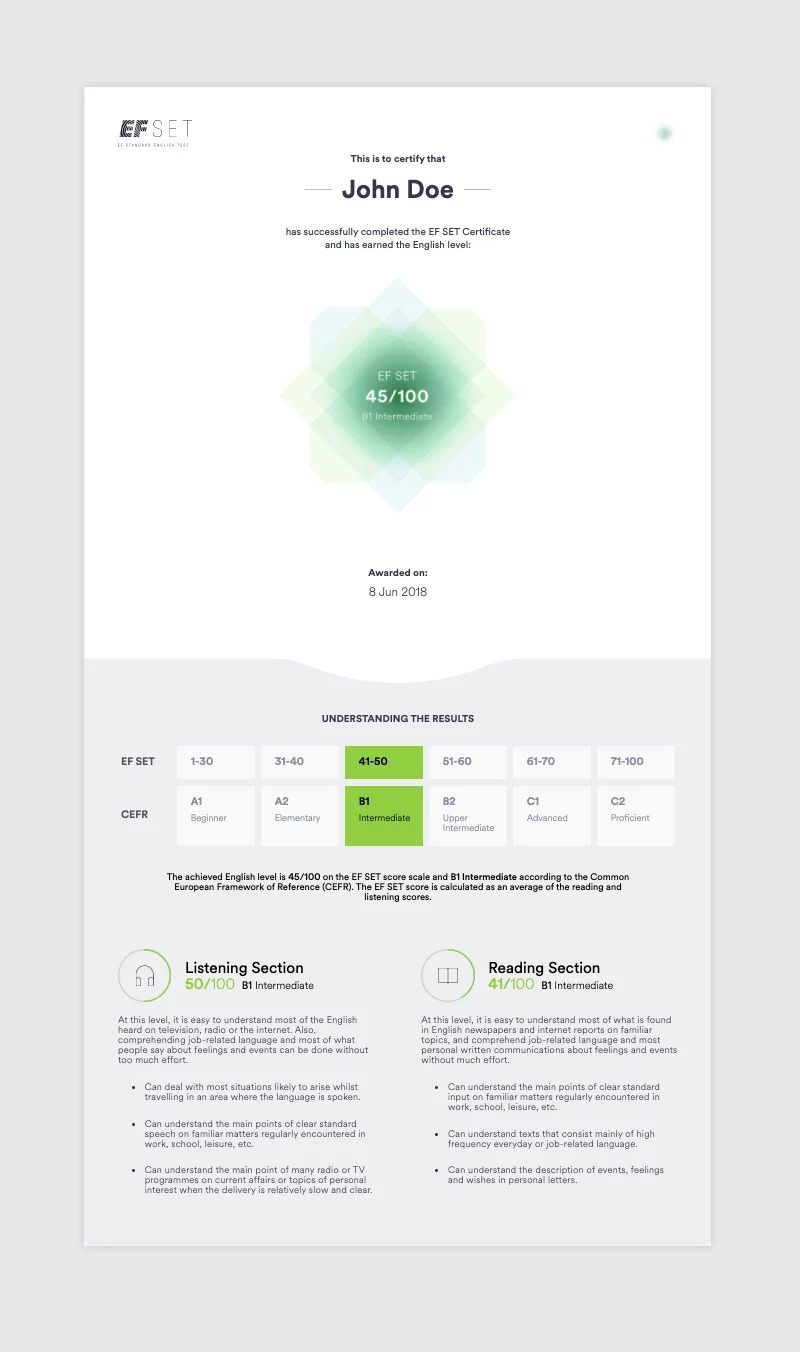 EF SET
EF STANDARD ENGLISH TEST
This is to certify that
John Doe
has successfully completed the EF SET Certificate
and has earned the English level:
EF SET
45/100
B1 Intermediate
Awarded on:
8 Jun 2018
UNDERSTANDING THE RESULTS
EF SET 1-30 31-40 41-50 51-60 61-70 71-100
CEFR
A1 A2 B1 B2 C1 C2
Beginner Elementary Intermediate Upper Advanced Proficient
Intermediate
The achieved English level is 45/100 on the EF SET score scale and B1 Intermediate according to the Common
European Framework of Reference (CEFR). The EF SET score is calculated as an average of the reading and
listening scores.
Listening Section
50/100 B1 Intermediate
At this level, it is easy to understand most of the English
heard on television, radio or the internet. Also,
comprehending job-related language and most of what
people say about feelings and events can be done without
too much effort.
• Can deal with most situations likely to arise whilst
travelling in an area where the language is spoken.
• Can understand the main points of clear standard
speech on familiar matters regularly encountered in
work, school, leisure, etc.
• Can understand the main point of many radio or TV
programmes on current affairs or topics of personal
interest when the delivery is relatively slow and clear.
Reading Section
41/100 B1 Intermediate
At this level, it is easy to understand most of what is found
in English newspapers and internet reports on familiar
topics, and comprehend job-related language and most
personal written communications about feelings and events
without much effort.
• Can understand the main points of clear standard
input on familiar matters regularly encountered in
work, school, leisure, etc.
• Can understand texts that consist mainly of high
frequency everyday or job-related language.
• Can understand the description of events, feelings
and wishes in personal letters.